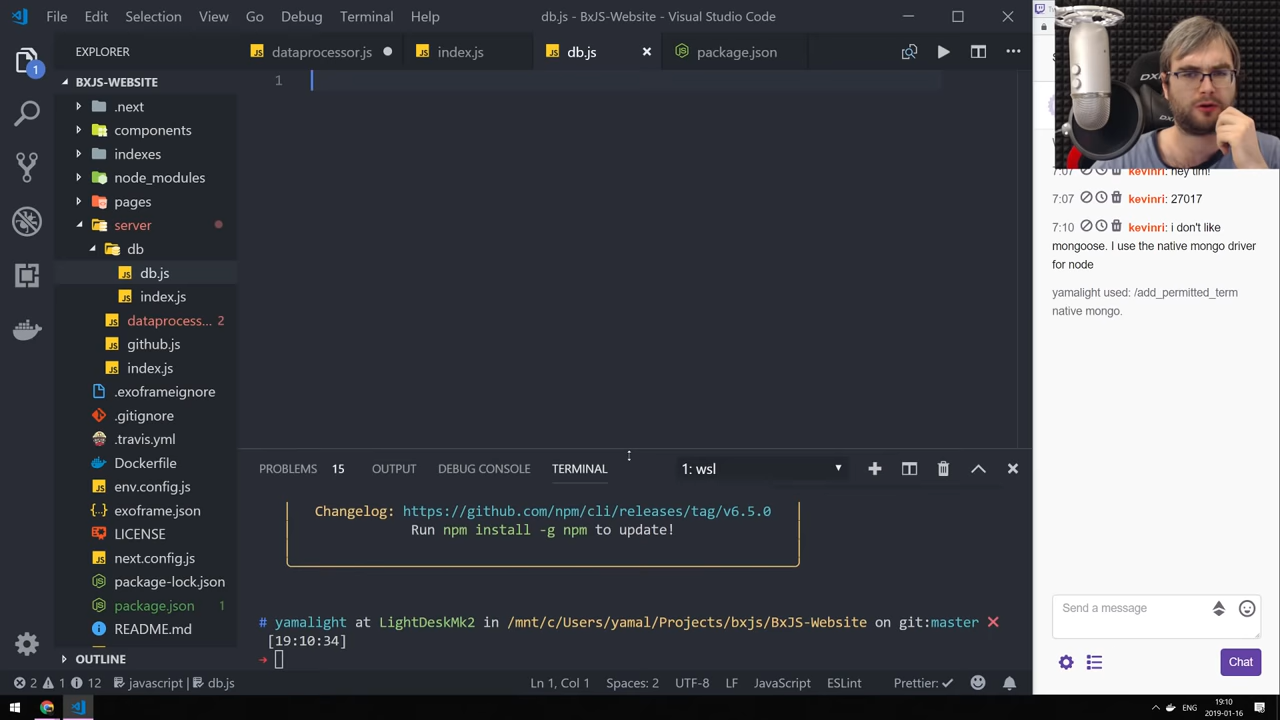 File Edit Selection View Go Debug Terminal Help db.js - BxJS-Website - Visual Studio Co
EXPLORER
dataproces
index.js
db.js
package.json
BXJS-WEBSITE
1
.next
components
indexes
node_modules
pages
server
db
db.js
index.js
dataprocess... 2
github.js
index.js
.exoframeignore
.gitignore
.travis.yml
Dockerfile
env.config.js
exoframe.json
LICENSE
next.config.js
package-lock.json
package.json 1
README.md
OUTLINE
PROBLEMS 15 OUTPUT DEBUG CONSOLE TERMINAL 1: wsl
Changelog: https://github.com/npm/cli/releases/tag/v6.5.0
Run npm install -g npm to update!
# yamalight at LightDeskMk2 in /mnt/c/Users/yamal/Projects/bxjs/BxJS-Website on git:master ❌
[19:10:34]
2 1 12 javascript | db.js Ln 1, Col 1 Spaces: 2 UTF-8 LF JavaScript ESLint Prettier: ✓
7:07 kevinri: hey tim!
7:07 kevinri: 27017
7:10 kevinri: i don't like
mongoose. I use the native mongo driver
for node
yamalight used: /add_permitted_term
native mongo.
Send a message
Chat
ENG
19:10
2019-01-16